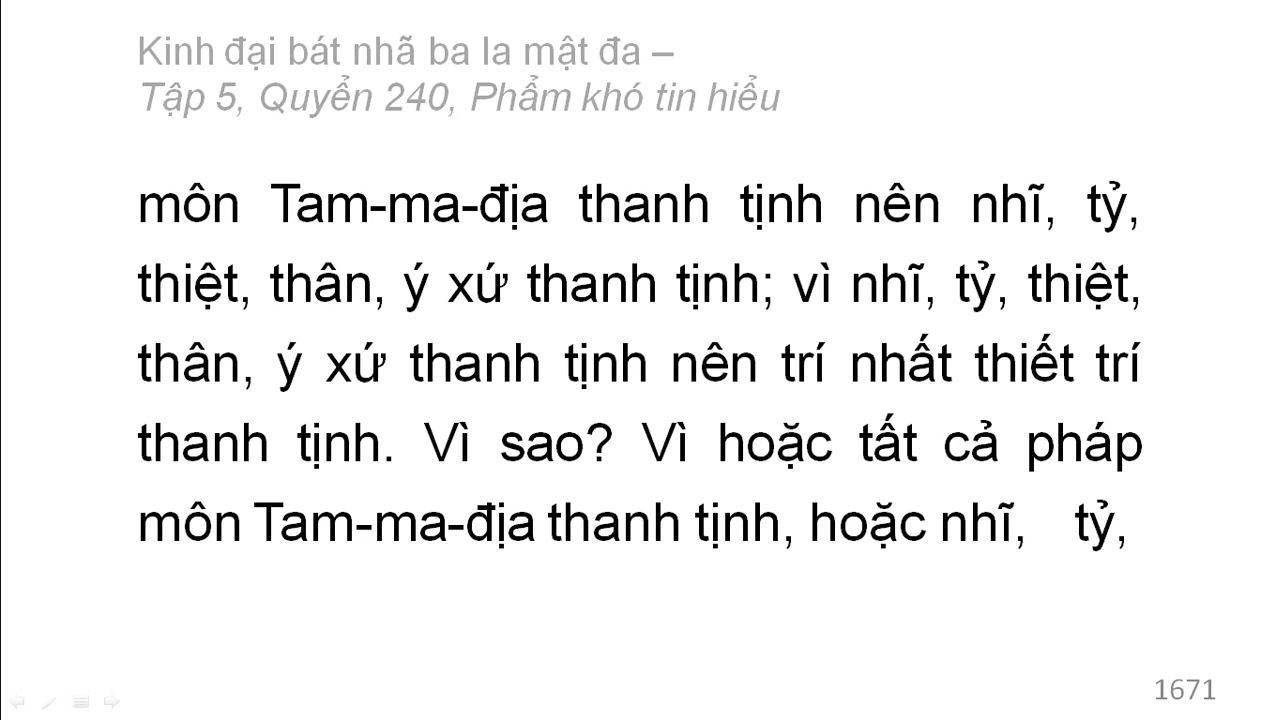 Kinh đại bát nhã ba la mật đa –
Tập 5, Quyển 240, Phẩm khó tin hiểu
môn Tam-ma-địa thanh tịnh nên nhĩ, tỷ,
thiệt, thân, ý xứ thanh tịnh; vì nhĩ, tỷ, thiệt,
thân, ý xứ thanh tịnh nên trí nhất thiết trí
thanh tịnh. Vì sao? Vì hoặc tất cả pháp
môn Tam-ma-địa thanh tịnh, hoặc nhĩ, tỷ,
1671